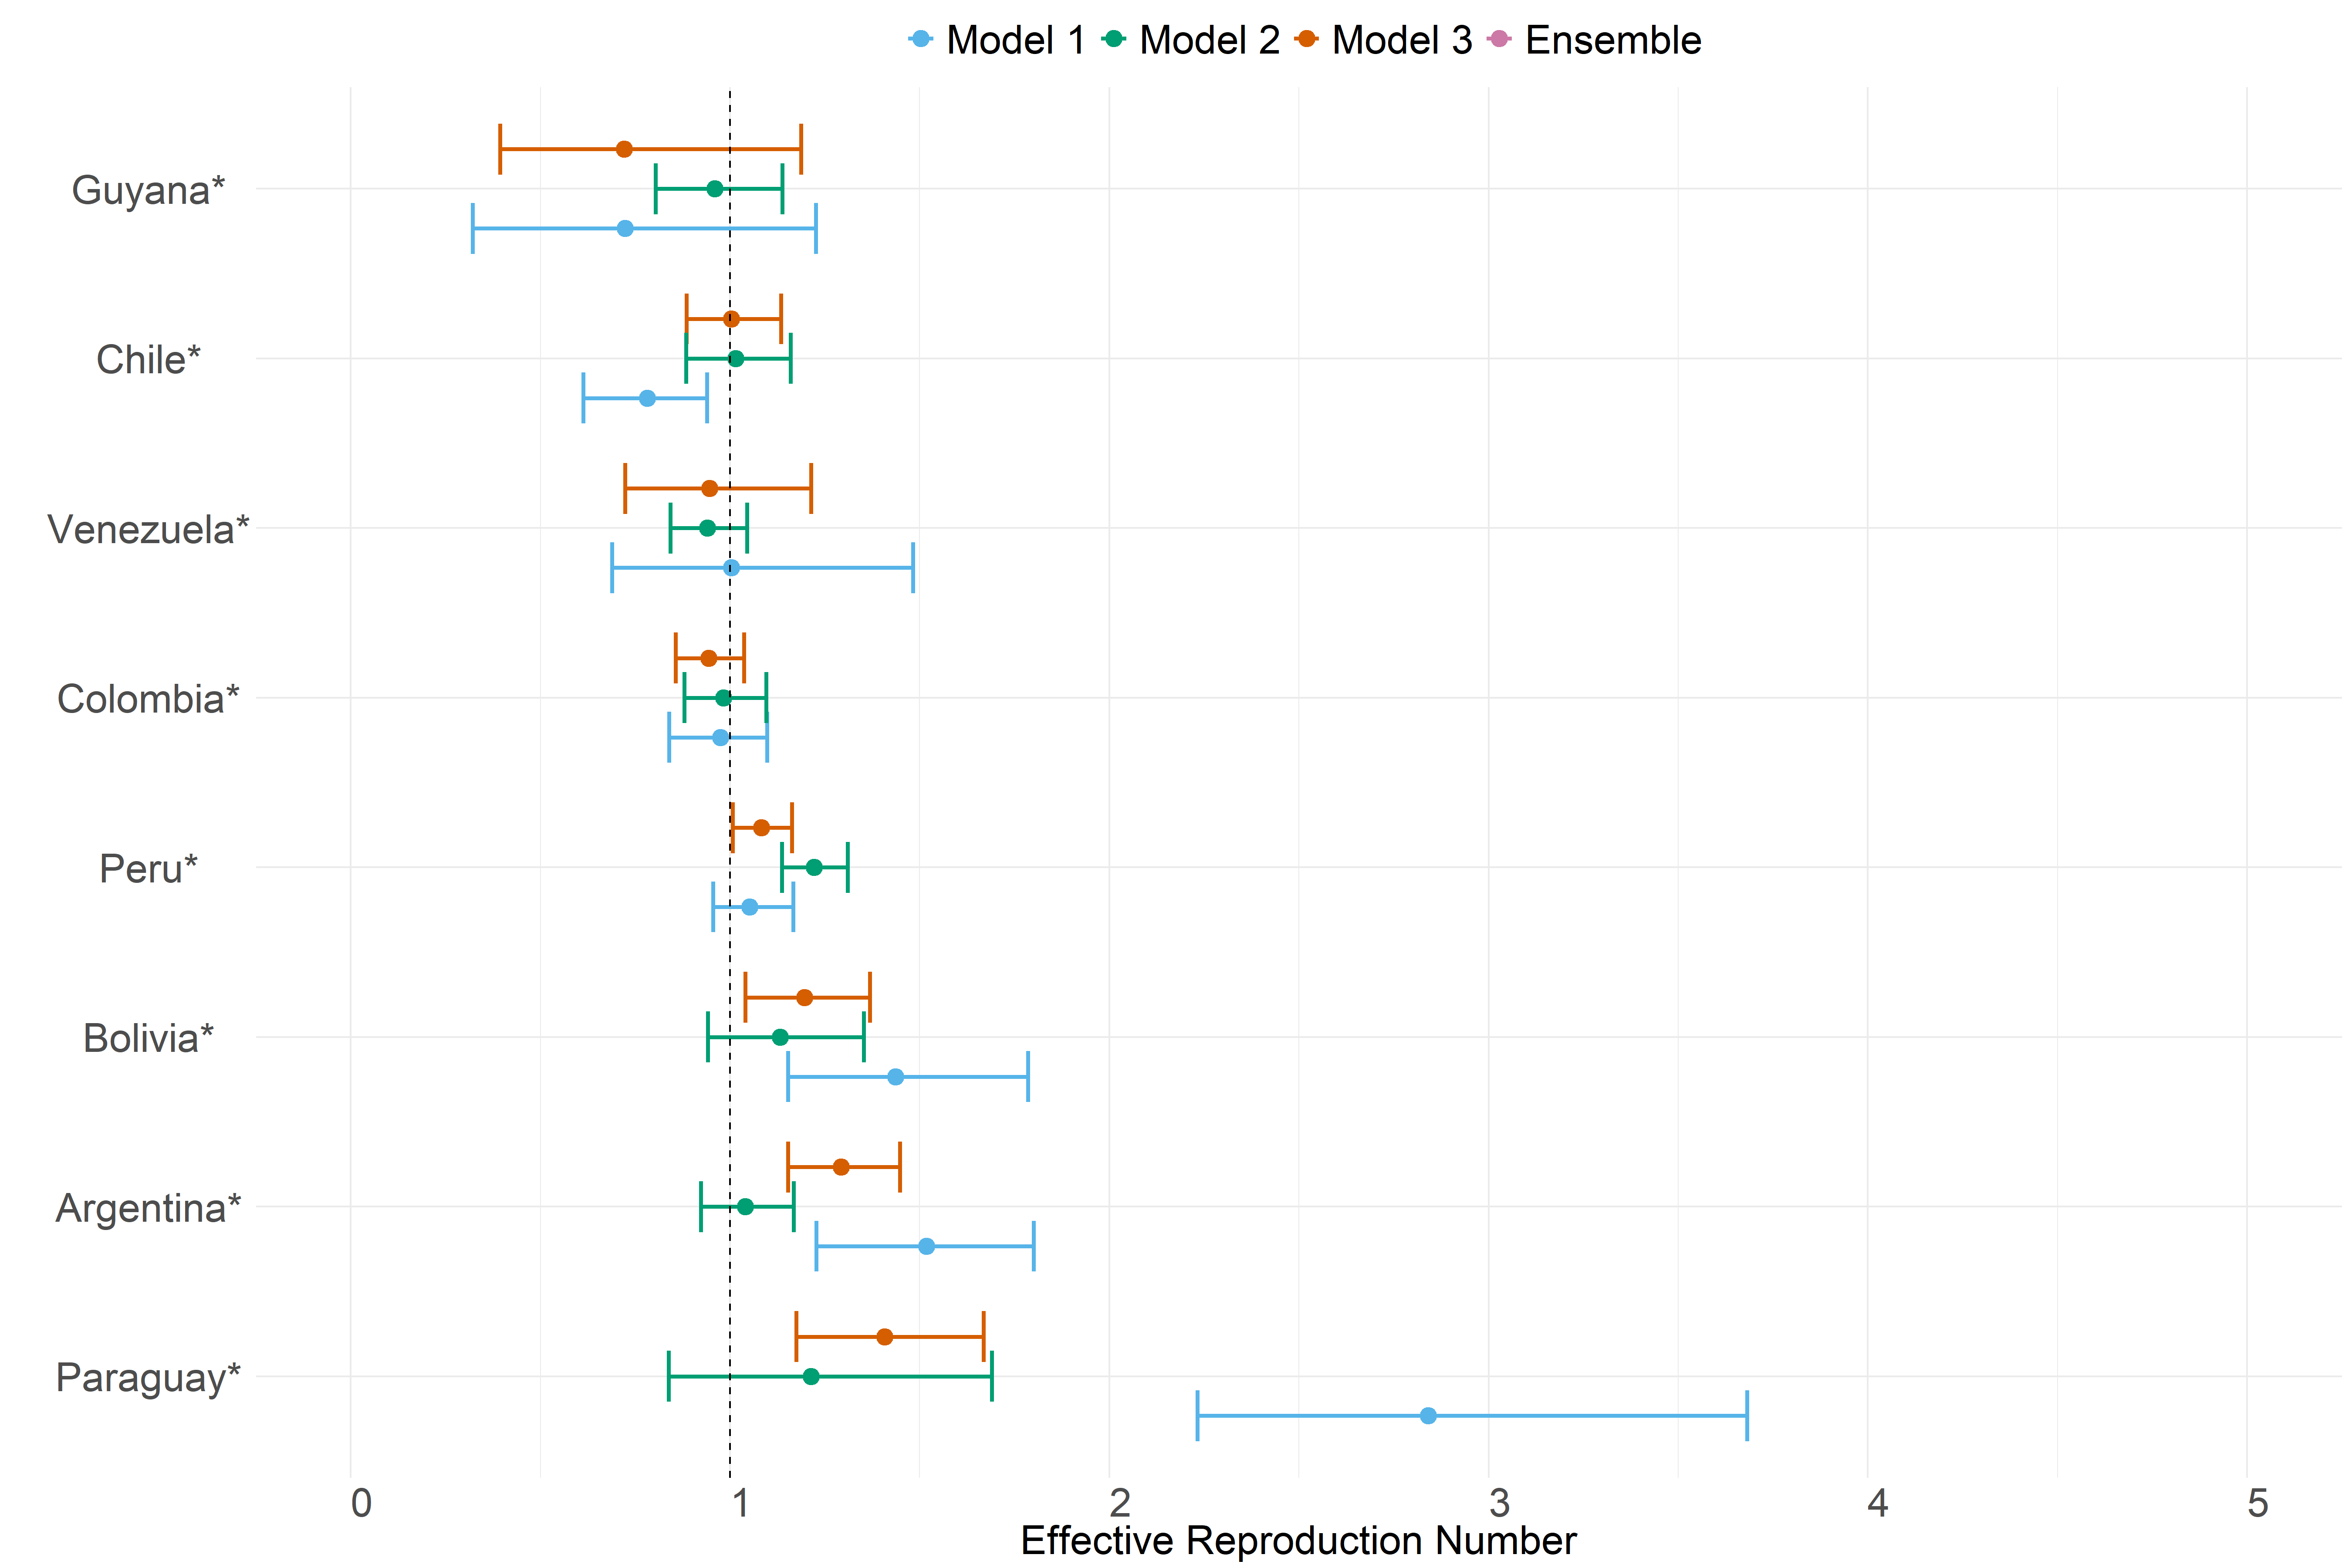 Model 1 Model 2 Model 3 Ensemble
Guyana*
Chile*
Venezuela*
Colombia*
Peru*
Bolivia*
Argentina*
Paraguay*
0 1 2 3 4 5
Effective Reproduction Number